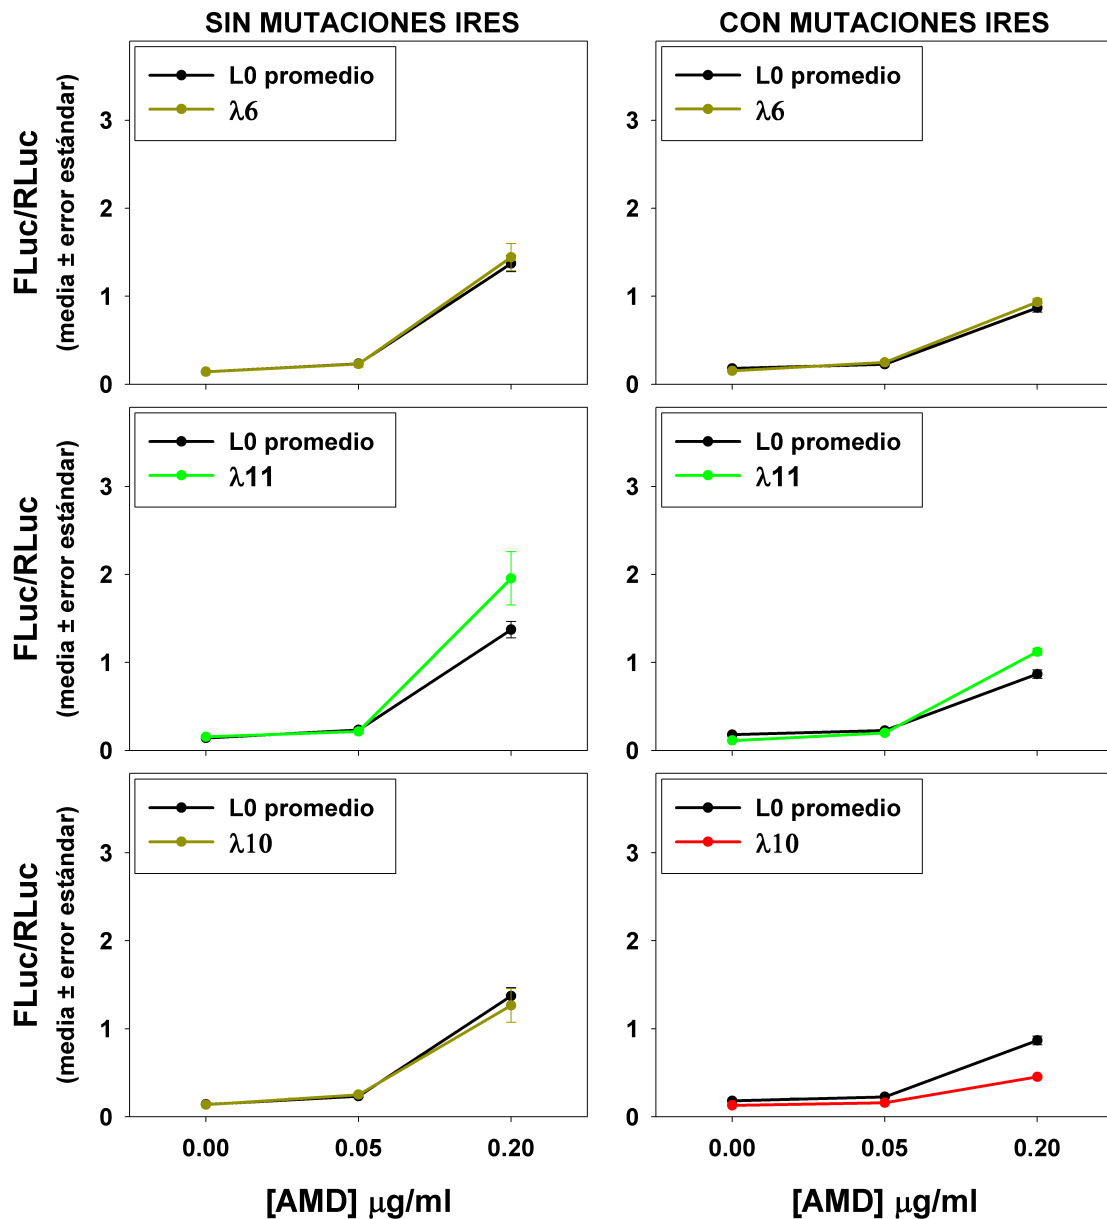 SIN MUTACIONES IRES
CON MUTACIONES IRES
L0 promedio
λ6
L0 promedio
λ6
FLuc/RLuc
(media ± error estándar)
3
2
1
0
3
2
1
0
L0 promedio
λ11
L0 promedio
λ11
FLuc/RLuc
(media ± error estándar)
3
2
1
0
3
2
1
0
L0 promedio
λ10
L0 promedio
λ10
FLuc/RLuc
(media ± error estándar)
3
2
1
0
3
2
1
0
0.00 0.05 0.20
0.00 0.05 0.20
[AMD] μg/ml
[AMD] μg/ml